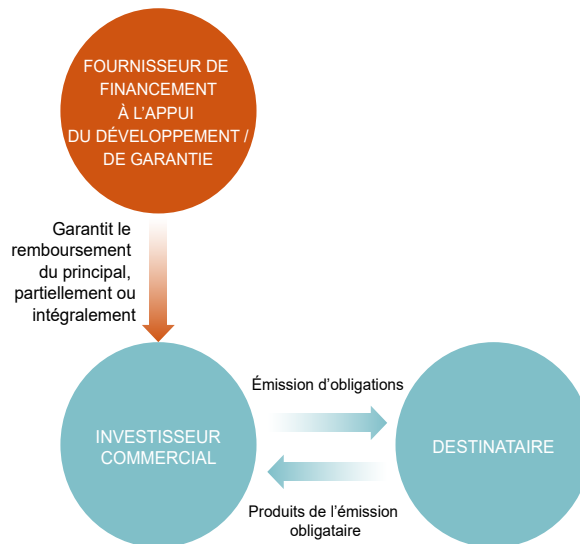 FOURNISSEUR DE
FINANCEMENT
À L’APPUI
DU DÉVELOPPEMENT /
DE GARANTIE
Garantit le
remboursement
du principal,
partiellement ou
intégralement
Émission d’obligations
INVESTISSEUR
COMMERCIAL
DESTINATAIRE
Produits de l’émission
obligataire